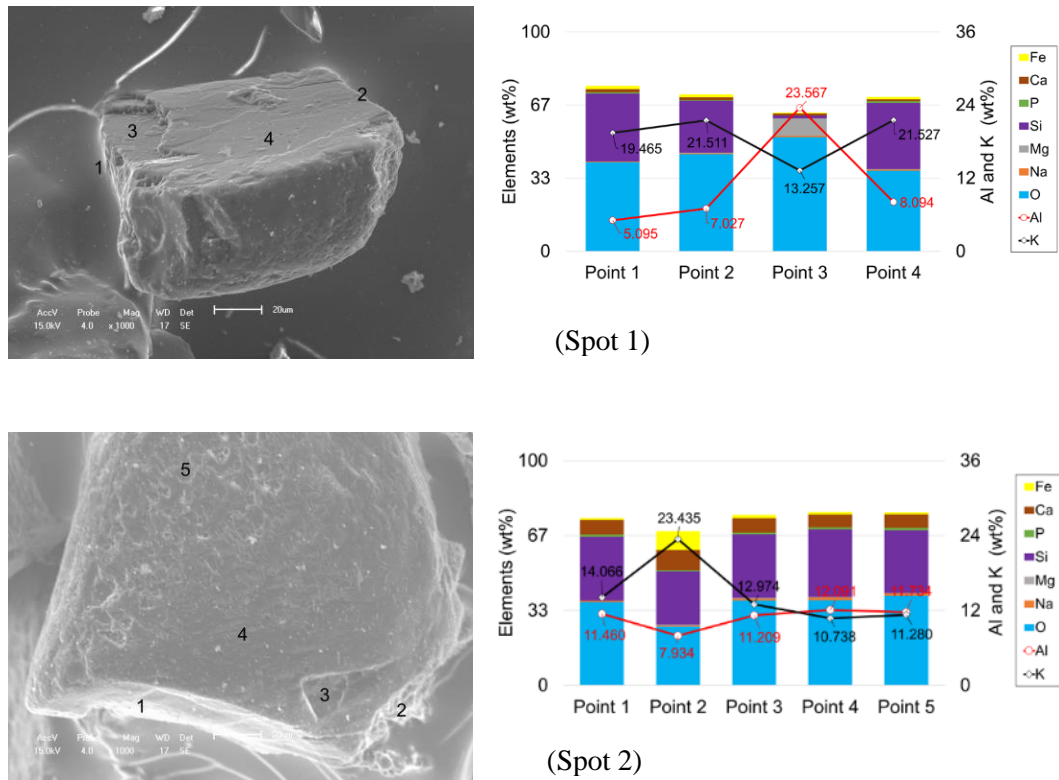 3
2
4
1
AccV Probe Mag WD Det
15.0kV 4.0 x1000 17 SE
20um
Elements (wt%)
100
67
33
0
36
24
12
0
Al and K (wt%)
19.465
21.511
23.567
13.257
21.527
5.095
7.027
8.094
Point 1 Point 2 Point 3 Point 4
Fe
Ca
P
Si
Mg
Na
O
Al
K
(Spot 1)
5
4
3
1
2
AccV Probe Mag WD Det
15.0kV 4.0 1000 17 SE
Elements (wt%)
100
67
33
0
36
24
12
0
Al and K (wt%)
14.066
23.435
12.974
10.738
11.280
11.460
7.934
11.209
Point 1 Point 2 Point 3 Point 4 Point 5
Fe
Ca
P
Si
Mg
Na
O
Al
K
(Spot 2)